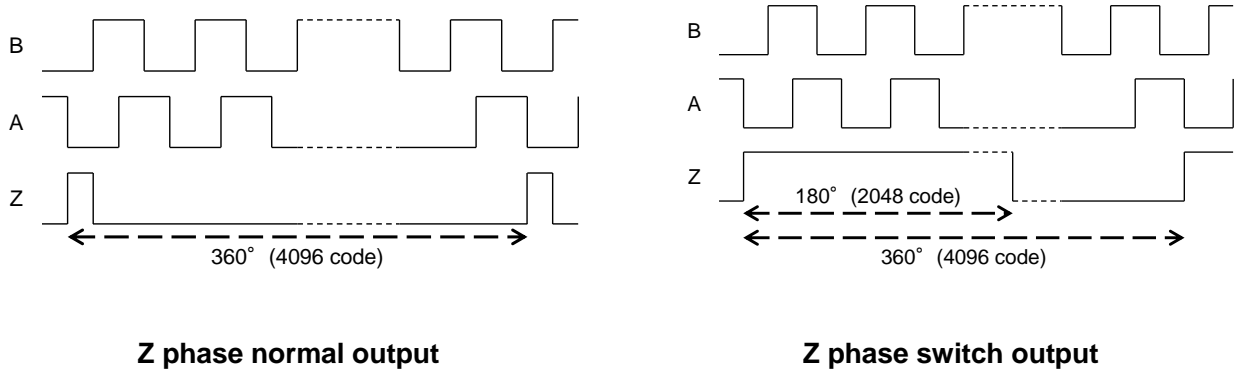 B
A
Z
360° (4096 code)
Z phase normal output
B
A
Z
180° (2048 code)
360° (4096 code)
Z phase switch output